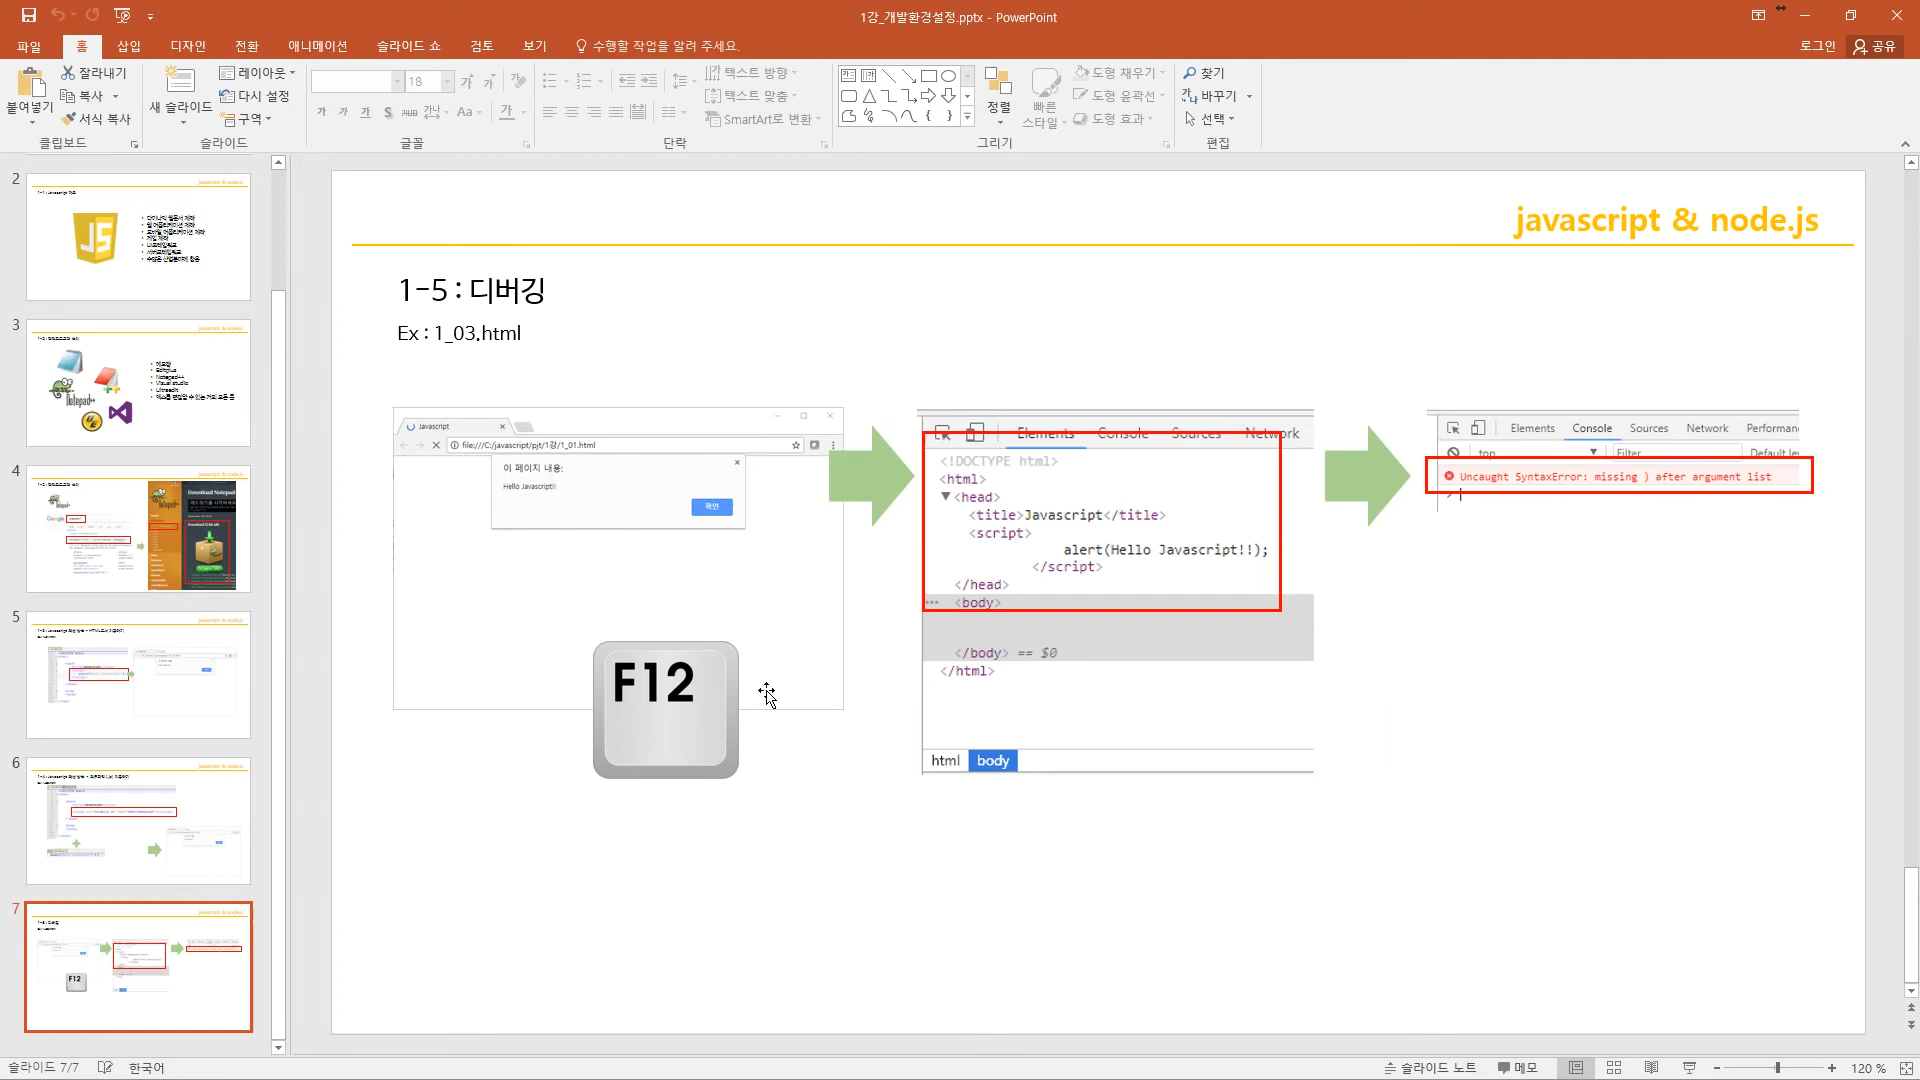 1강_개발환경설정.pptx - PowerPoint
파일 홈 삽입 디자인 전환 애니메이션 슬라이드 쇼 검토 보기 수행할 작업을 알려 주세요.
로그인 공유
붙여넣기
잘라내기
복사
서식 복사
클립보드
새 슬라이드
레이아웃
다시 설정
구역
슬라이드
18
글꼴
텍스트 방향
텍스트 맞춤
SmartArt로 변환
단락
정렬
빠른 스타일
도형 채우기
도형 윤곽선
도형 효과
그리기
찾기
바꾸기
선택
편집
2
3
4
5
6
7
javascript & node.js
1-5 : 디버깅
Ex : 1_03.html
Javascript
file:///C:/javascript/pjt/1강/1_01.html
이 페이지 내용:
Hello Javascript!!
확인
F12
Elements Console Sources Network
<!DOCTYPE html>
<html>
<head>
<title>Javascript</title>
<script>
alert(Hello Javascript!!);
</script>
</head>
<body>
</body> == $0
</html>
html body
Elements Console Sources Network
top Filter
Uncaught SyntaxError: missing ) after argument list
슬라이드 7/7 한국어
슬라이드 노트 메모 120 %